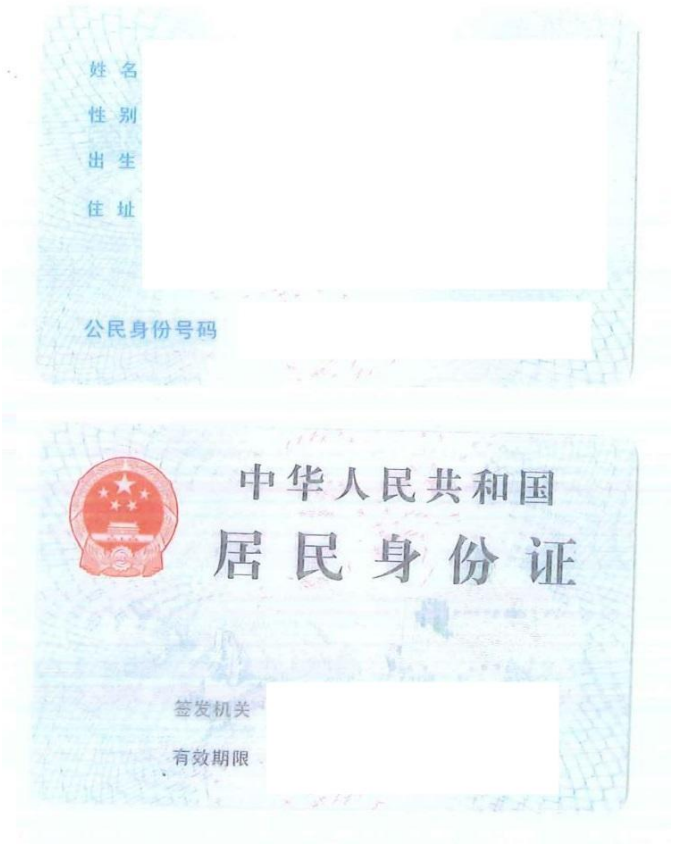 姓 名
性 别
出 生
住 址
公民身份号码
中华人民共和国
居民身份证
签发机关
有效期限